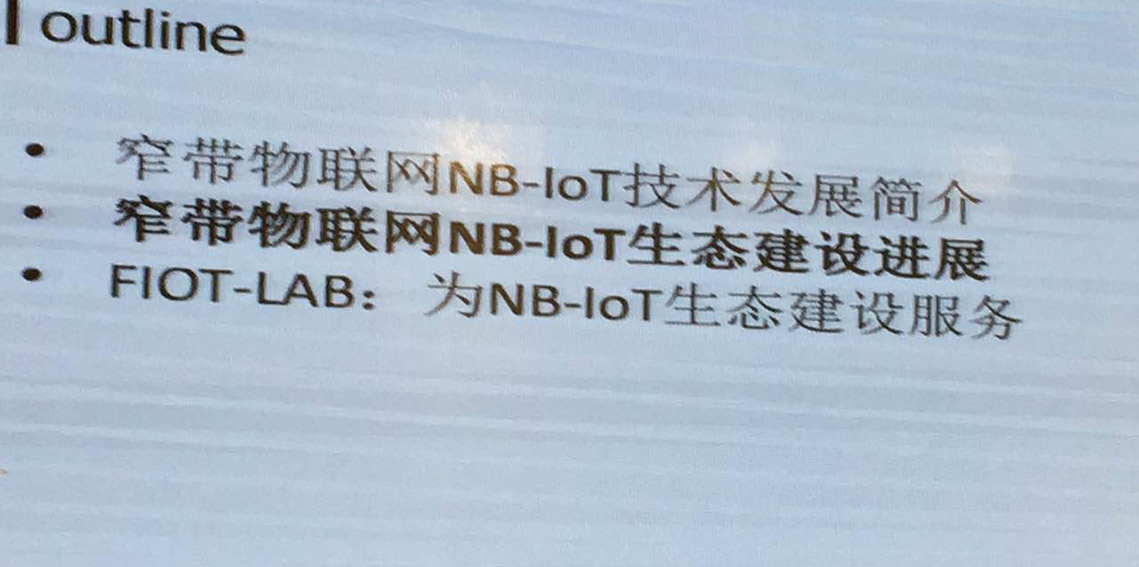 outline
• 窄带物联网NB-IoT技术发展简介
• 窄带物联网NB-IoT生态建设进展
• FIOT-LAB： 为NB-IoT生态建设服务